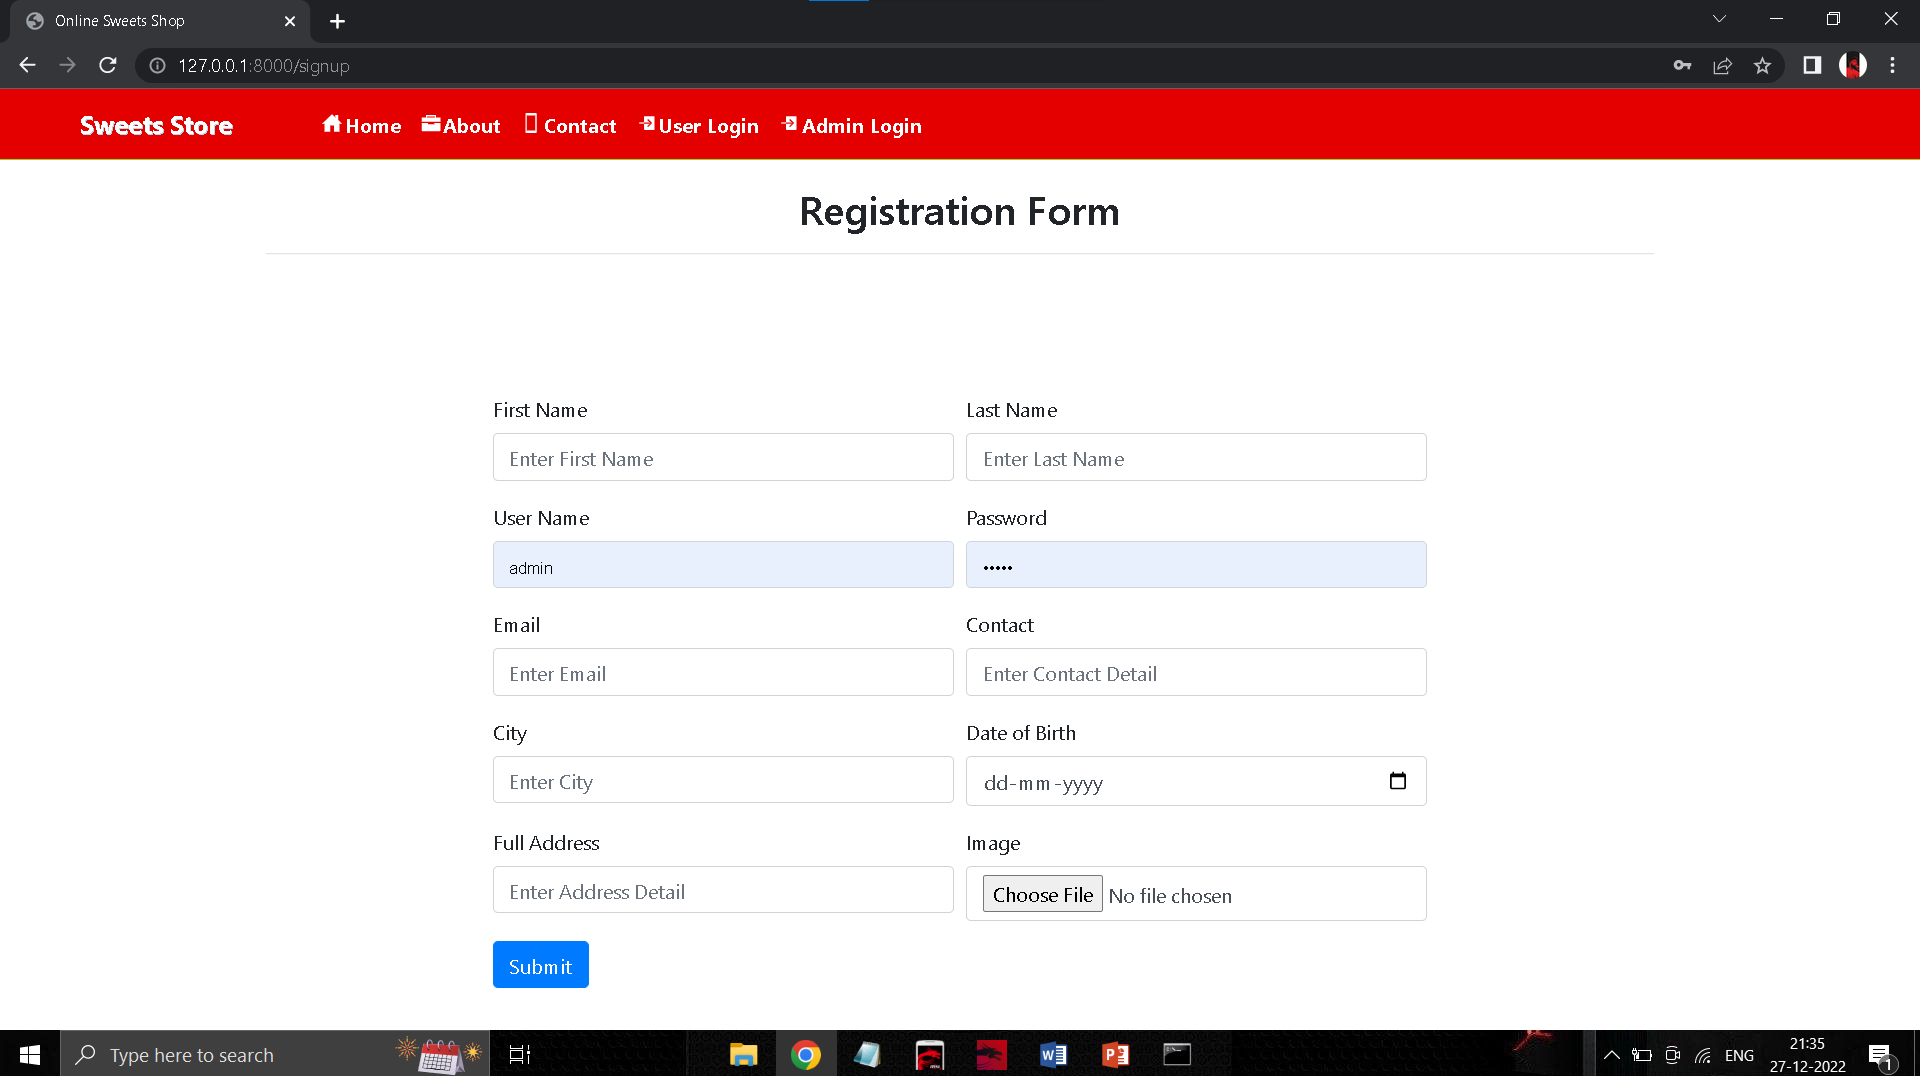 Online Sweets Shop
127.0.0.1:8000/signup
Sweets Store Home About Contact User Login Admin Login
Registration Form
First Name Last Name
Enter First Name Enter Last Name
User Name Password
admin •••••
Email Contact
Enter Email Enter Contact Detail
City Date of Birth
Enter City dd-mm-yyyy
Full Address Image
Enter Address Detail Choose File No file chosen
Submit
Type here to search ENG 21:35
27-12-2022 1